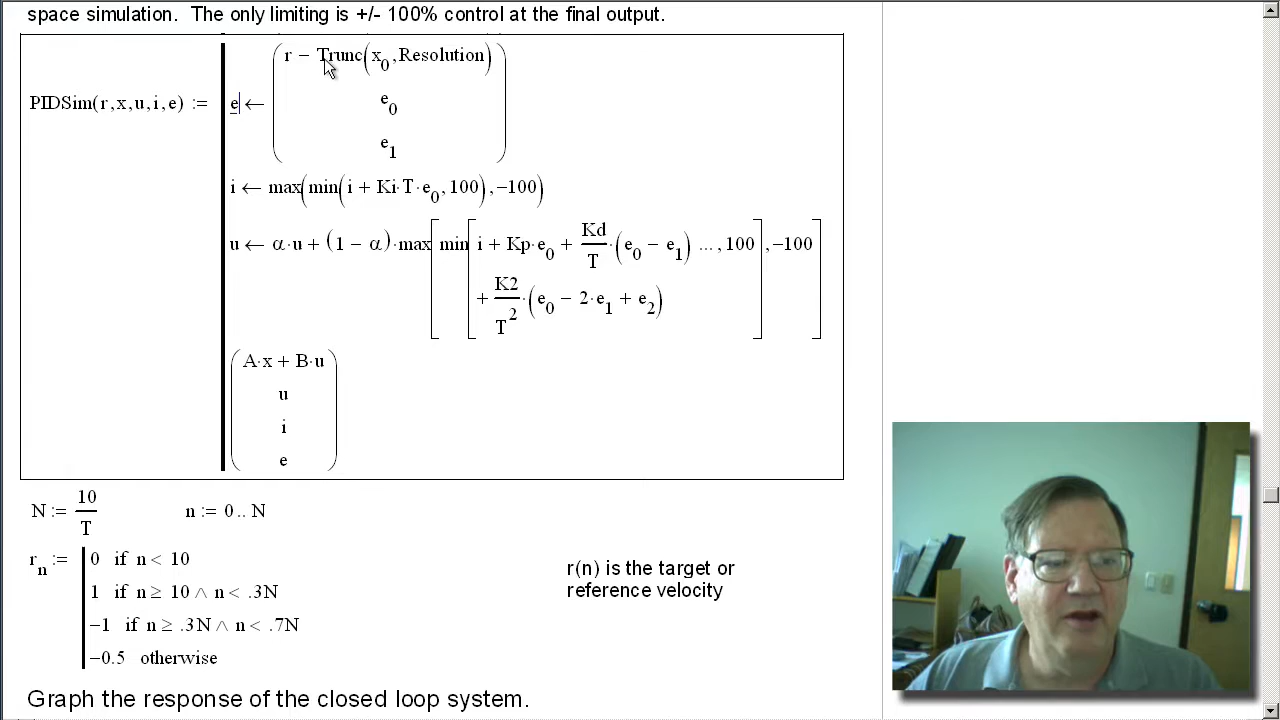 space simulation.  The only limiting is +/- 100% control at the final output.
r − Trunc(x0,Resolution)
PIDSim(r,x,u,i,e) := e ← e0
e1
i ← max(min(i + Ki·T·e0,100),−100)
u ← α·u + (1 − α)·max[min[i + Kp·e0 + Kd/T·(e0 − e1) ...,100],−100]
+ K2/T^2·(e0 − 2·e1 + e2)
A·x + B·u
u
i
e
N := 10/T n := 0.. N
rn := 0 if n < 10
1 if n ≥ 10 ∧ n < .3N
−1 if n ≥ .3N ∧ n < .7N
−0.5 otherwise
r(n) is the target or
reference velocity
Graph the response of the closed loop system.